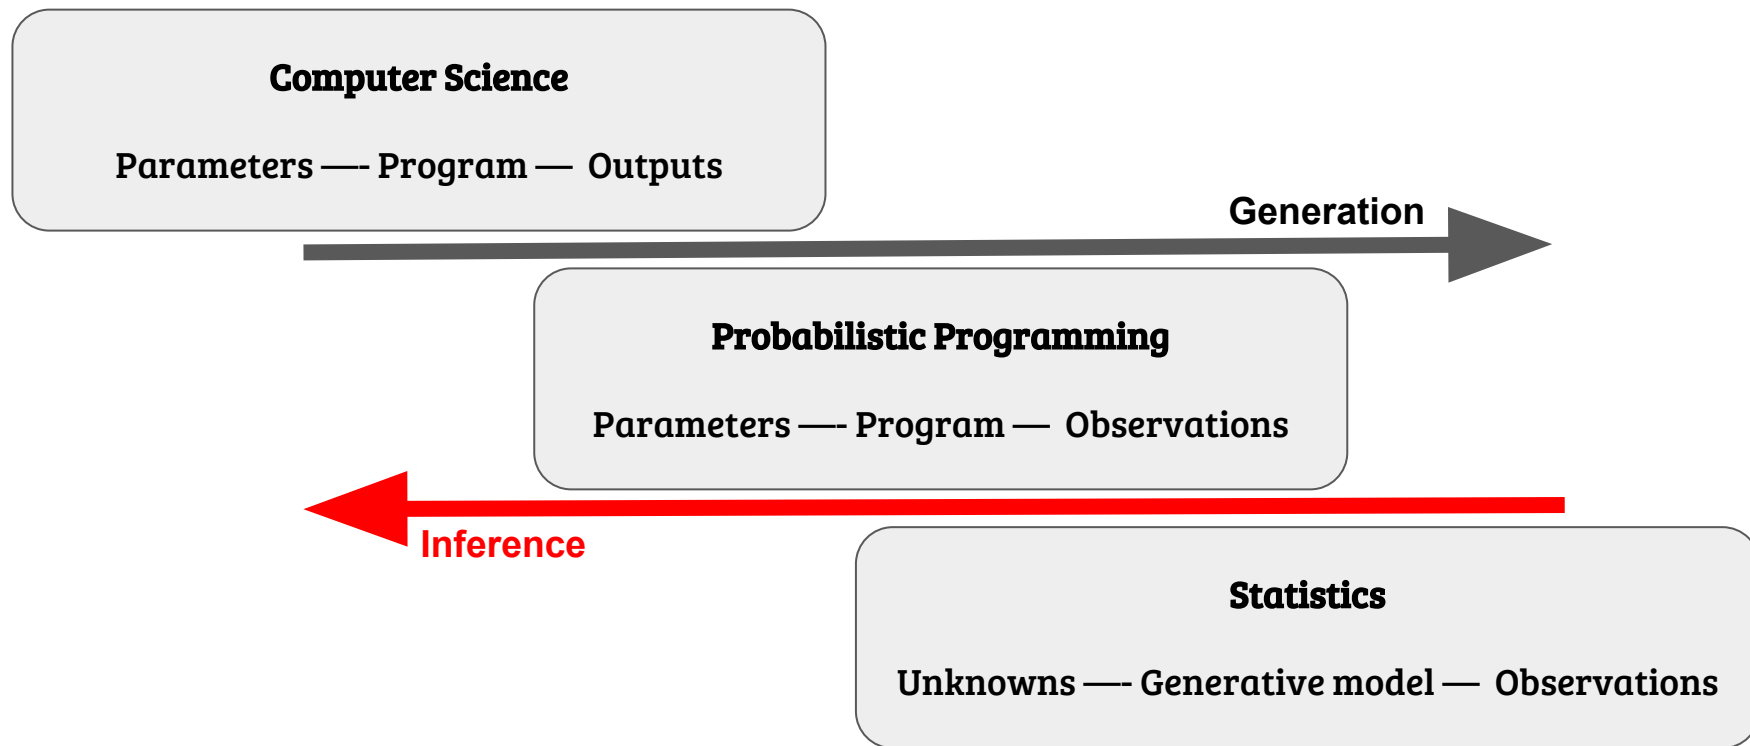 Computer Science
Parameters —- Program — Outputs
Generation
Probabilistic Programming
Parameters —- Program — Observations
Inference
Statistics
Unknowns —- Generative model — Observations